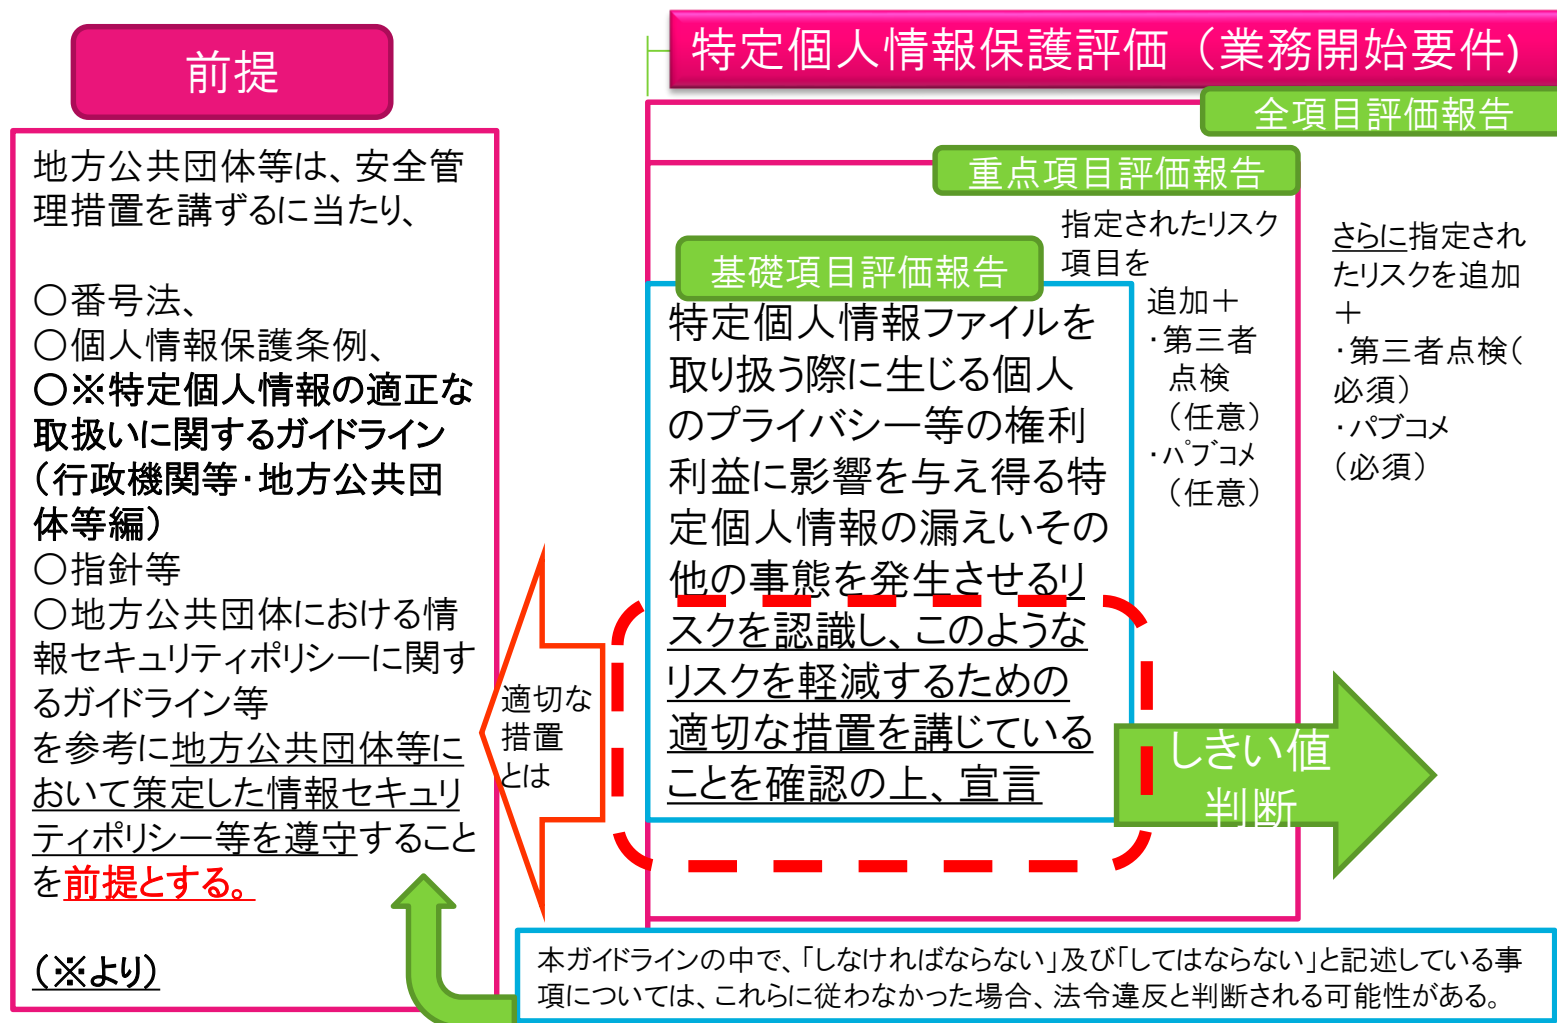 前提
地方公共団体等は、安全管
理措置を講ずるに当たり、
○番号法、
○個人情報保護条例、
○※特定個人情報の適正な
取扱いに関するガイドライン
（行政機関等・地方公共団
体等編）
○指針等
○地方公共団体における情
報セキュリティポリシーに関す
るガイドライン等
を参考に地方公共団体等に
おいて策定した情報セキュリ
ティポリシー等を遵守すること
を前提とする。
（※より）
適切な
措置
とは
特定個人情報保護評価（業務開始要件)
全項目評価報告
重点項目評価報告
基礎項目評価報告
特定個人情報ファイルを
取り扱う際に生じる個人
のプライバシー等の権利
利益に影響を与え得る特
定個人情報の漏えいその
他の事態を発生させるリ
スクを認識し、このような
リスクを軽減するための
適切な措置を講じている
ことを確認の上、宣言
指定されたリスク
項目を
追加＋
・第三者
点検
（任意）
・パブコメ
（任意）
さらに指定され
たリスクを追加
＋
・第三者点検（
必須）
・パブコメ
（必須）
しきい値
判断
本ガイドラインの中で、「しなければならない」及び「してはならない」と記述している事
項については、これらに従わなかった場合、法令違反と判断される可能性がある。